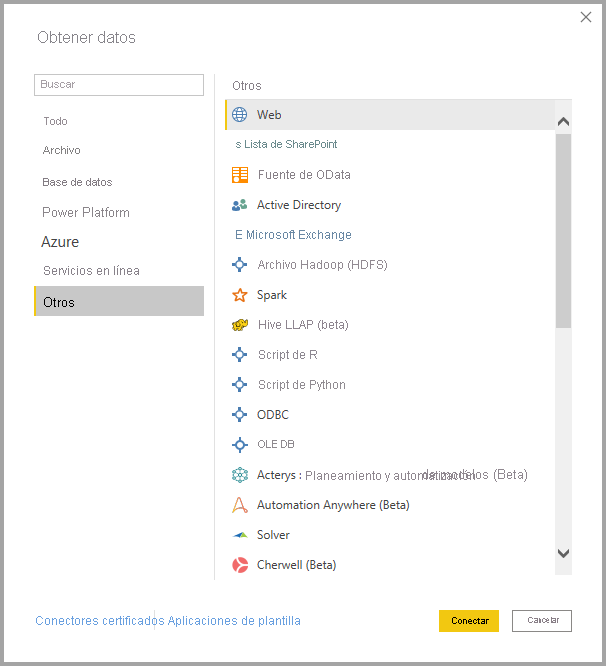 Obtener datos
Buscar
Todo
Archivo
Base de datos
Power Platform
Azure
Servicios en línea
Otros
Otros
Web
s Lista de SharePoint
Fuente de OData
Active Directory
E Microsoft Exchange
Archivo Hadoop (HDFS)
Spark
Hive LLAP (beta)
Script de R
Script de Python
ODBC
OLE DB
Acterys : Planeamiento y automatización de modelos (Beta)
Automation Anywhere (Beta)
Solver
Cherwell (Beta)
Conectores certificados Aplicaciones de plantilla
Conectar
Cancelar